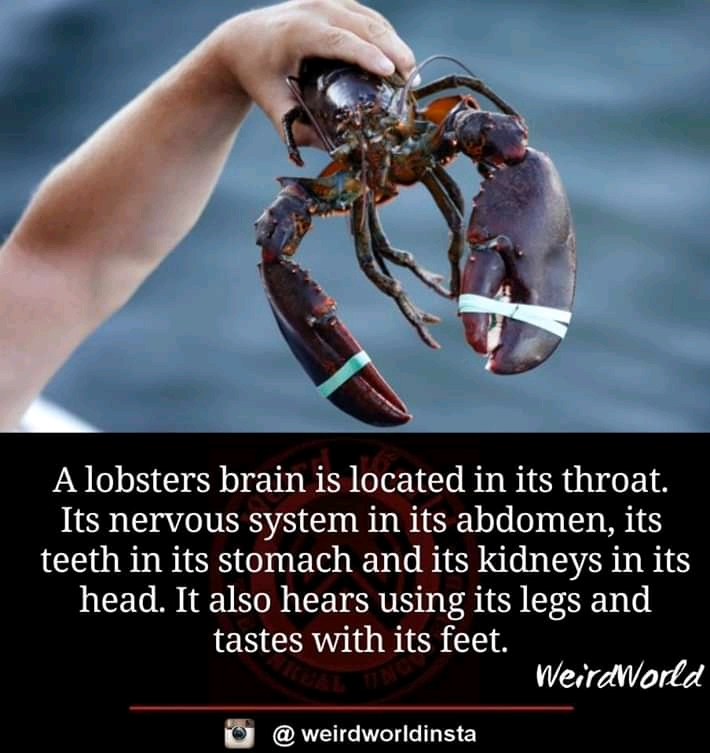 A lobsters brain is located in its throat.
Its nervous system in its abdomen, its
teeth in its stomach and its kidneys in its
head. It also hears using its legs and
tastes with its feet.
WeirdWorld
@ weirdworldinsta